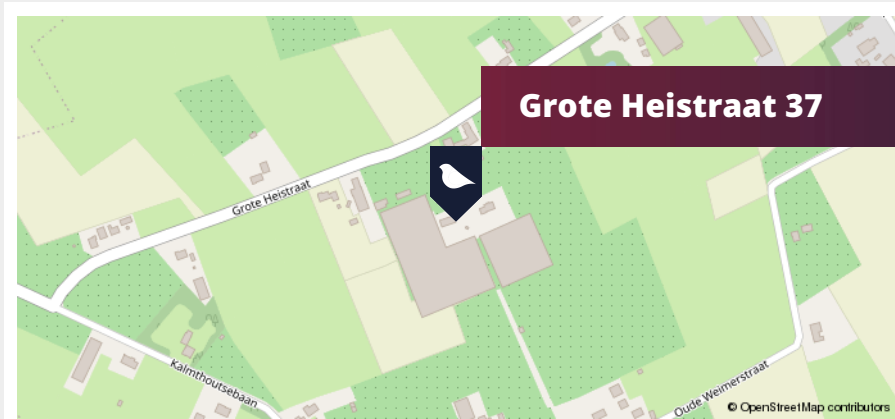 Grote Heistraat 37
Grote Heistraat
Kalmthoutsebaan
Oude Weimerstraat
© OpenStreetMap contributors